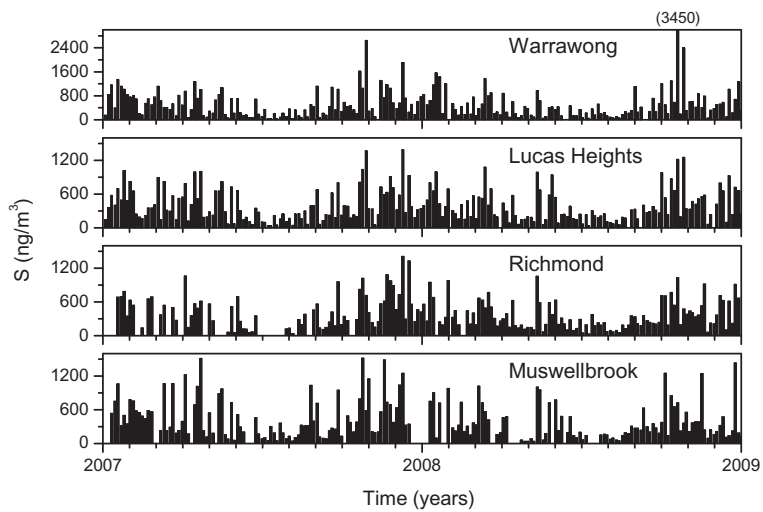 (3450)
2400
1600
800
0
Warrawong
1200
600
0
Lucas Heights
S (ng/m³)
1200
600
0
Richmond
1200
600
0
Muswellbrook
2007
2008
2009
Time (years)